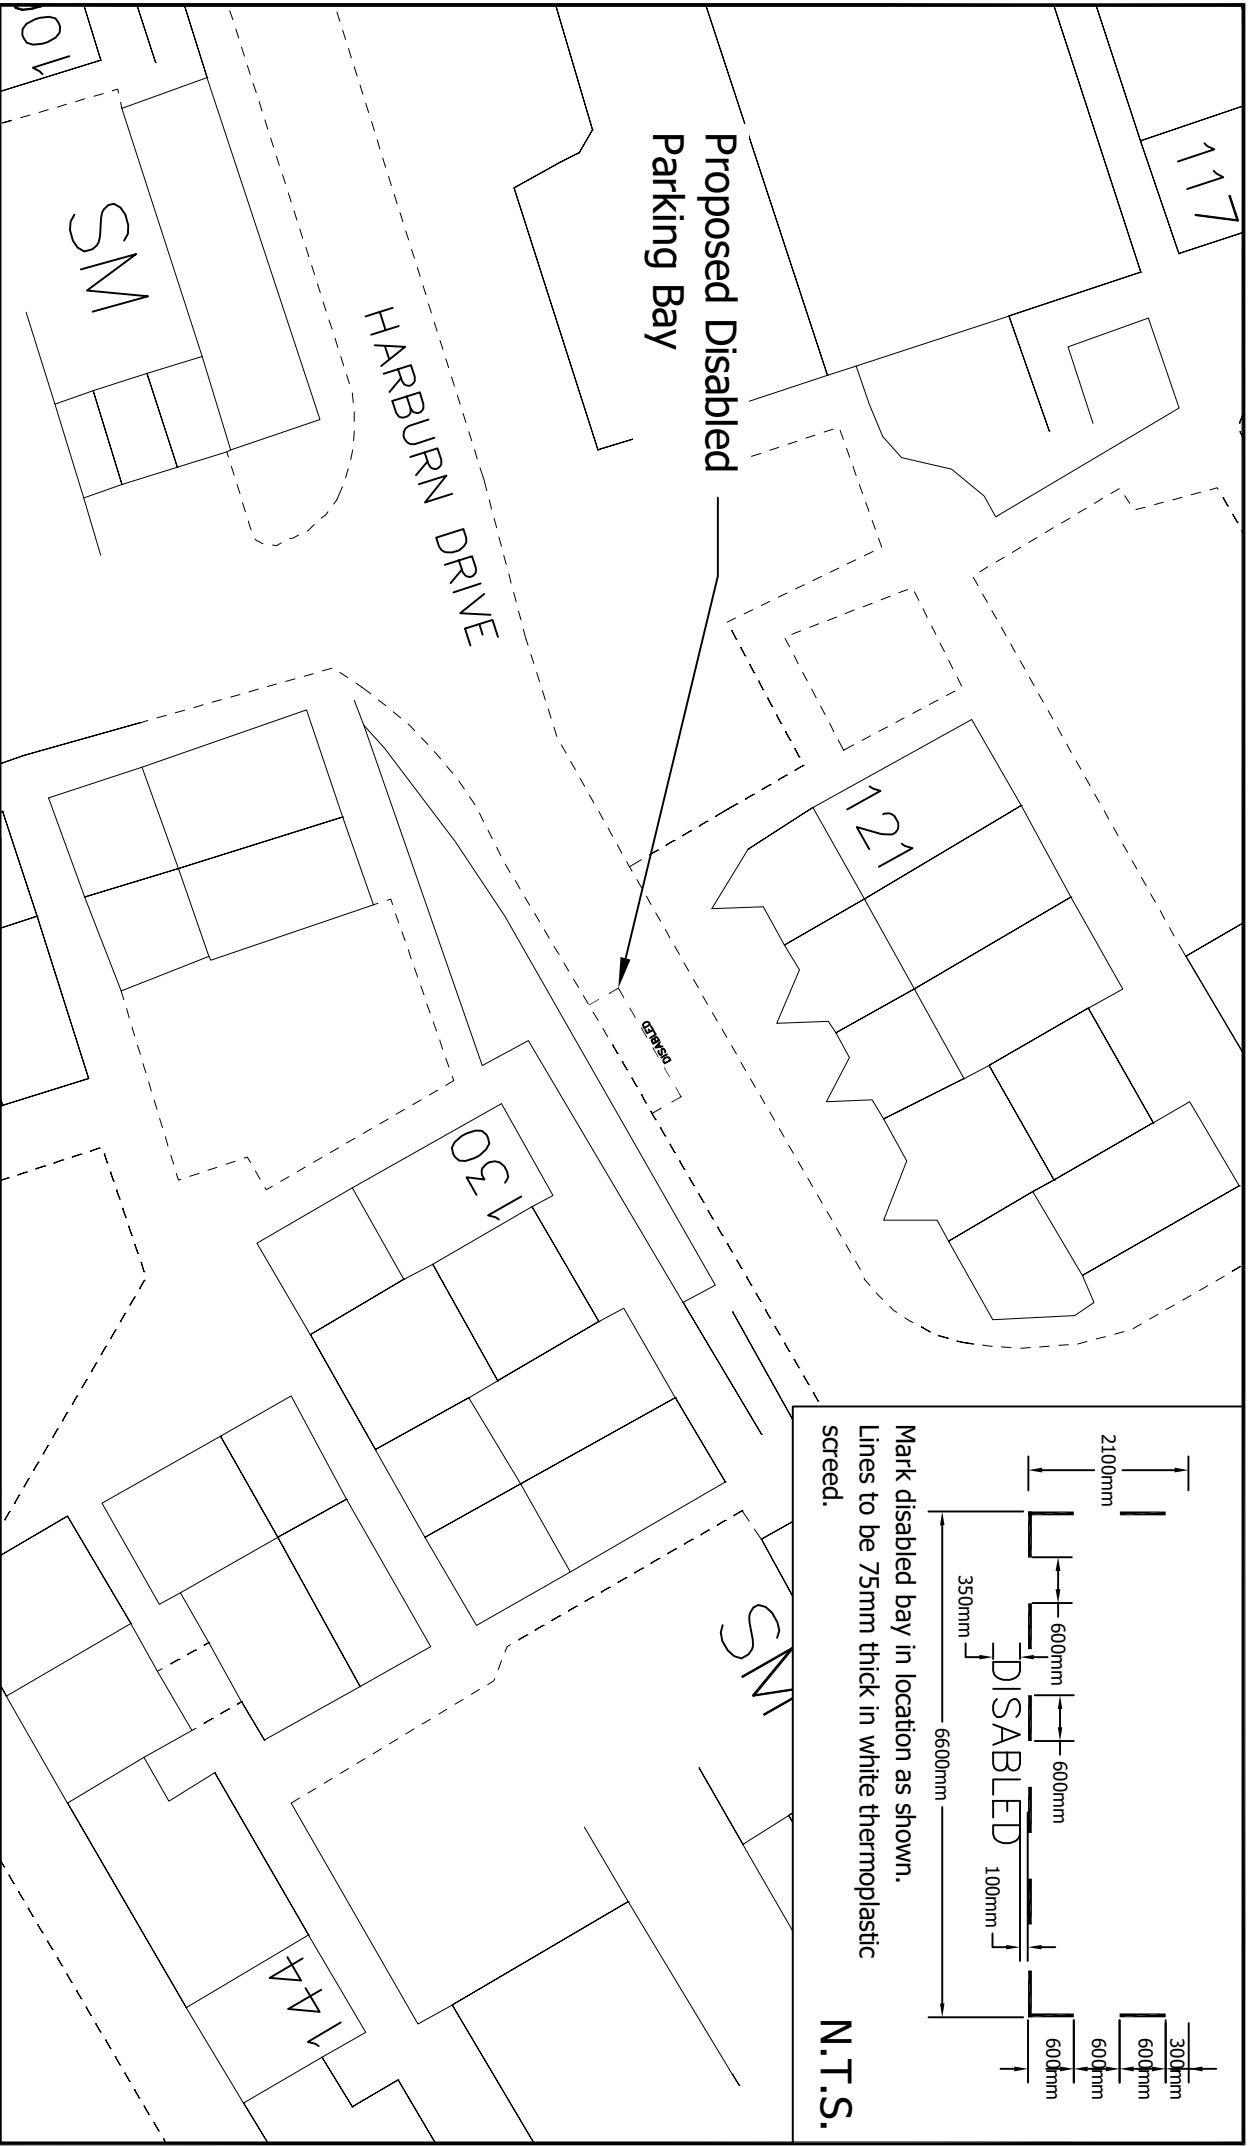 117
101
SM
HARBURN DRIVE
Proposed Disabled
Parking Bay
121
DISABLED
130
SM
144
2100mm
600mm
600mm
350mm
DISABLED
100mm
6600mm
300mm
600mm
600mm
600mm
Mark disabled bay in location as shown.
Lines to be 75mm thick in white thermoplastic
screed.
N.T.S.